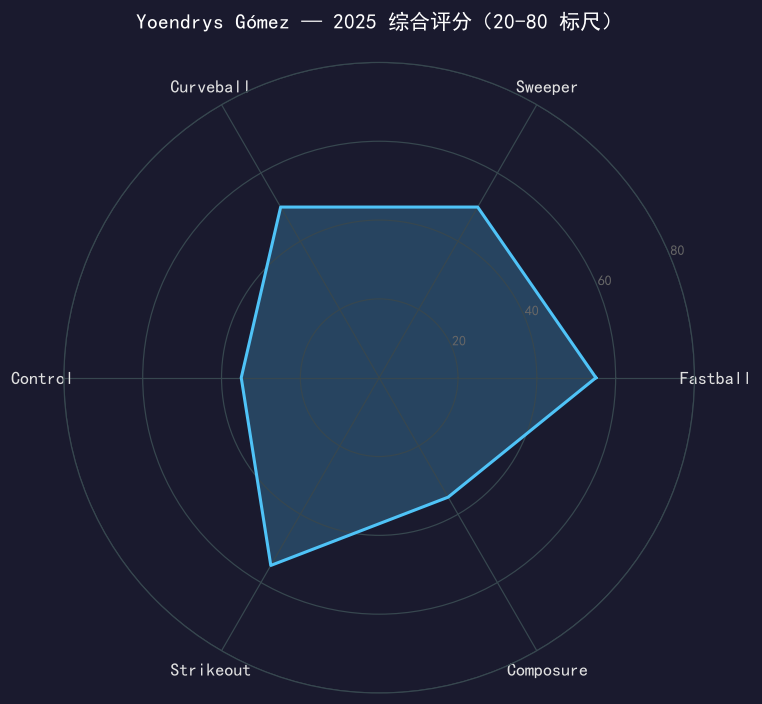 Yoendrys Gómez — 2025 综合评分（20-80 标尺）
Curveball
Sweeper
80
60
40
20
Control
Fastball
Strikeout
Composure